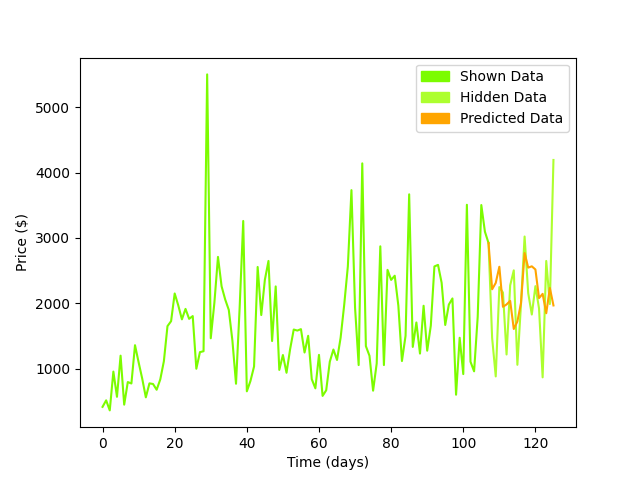 Shown Data
Hidden Data
Predicted Data
5000
4000
3000
2000
1000
Price ($)
0 20 40 60 80 100 120
Time (days)